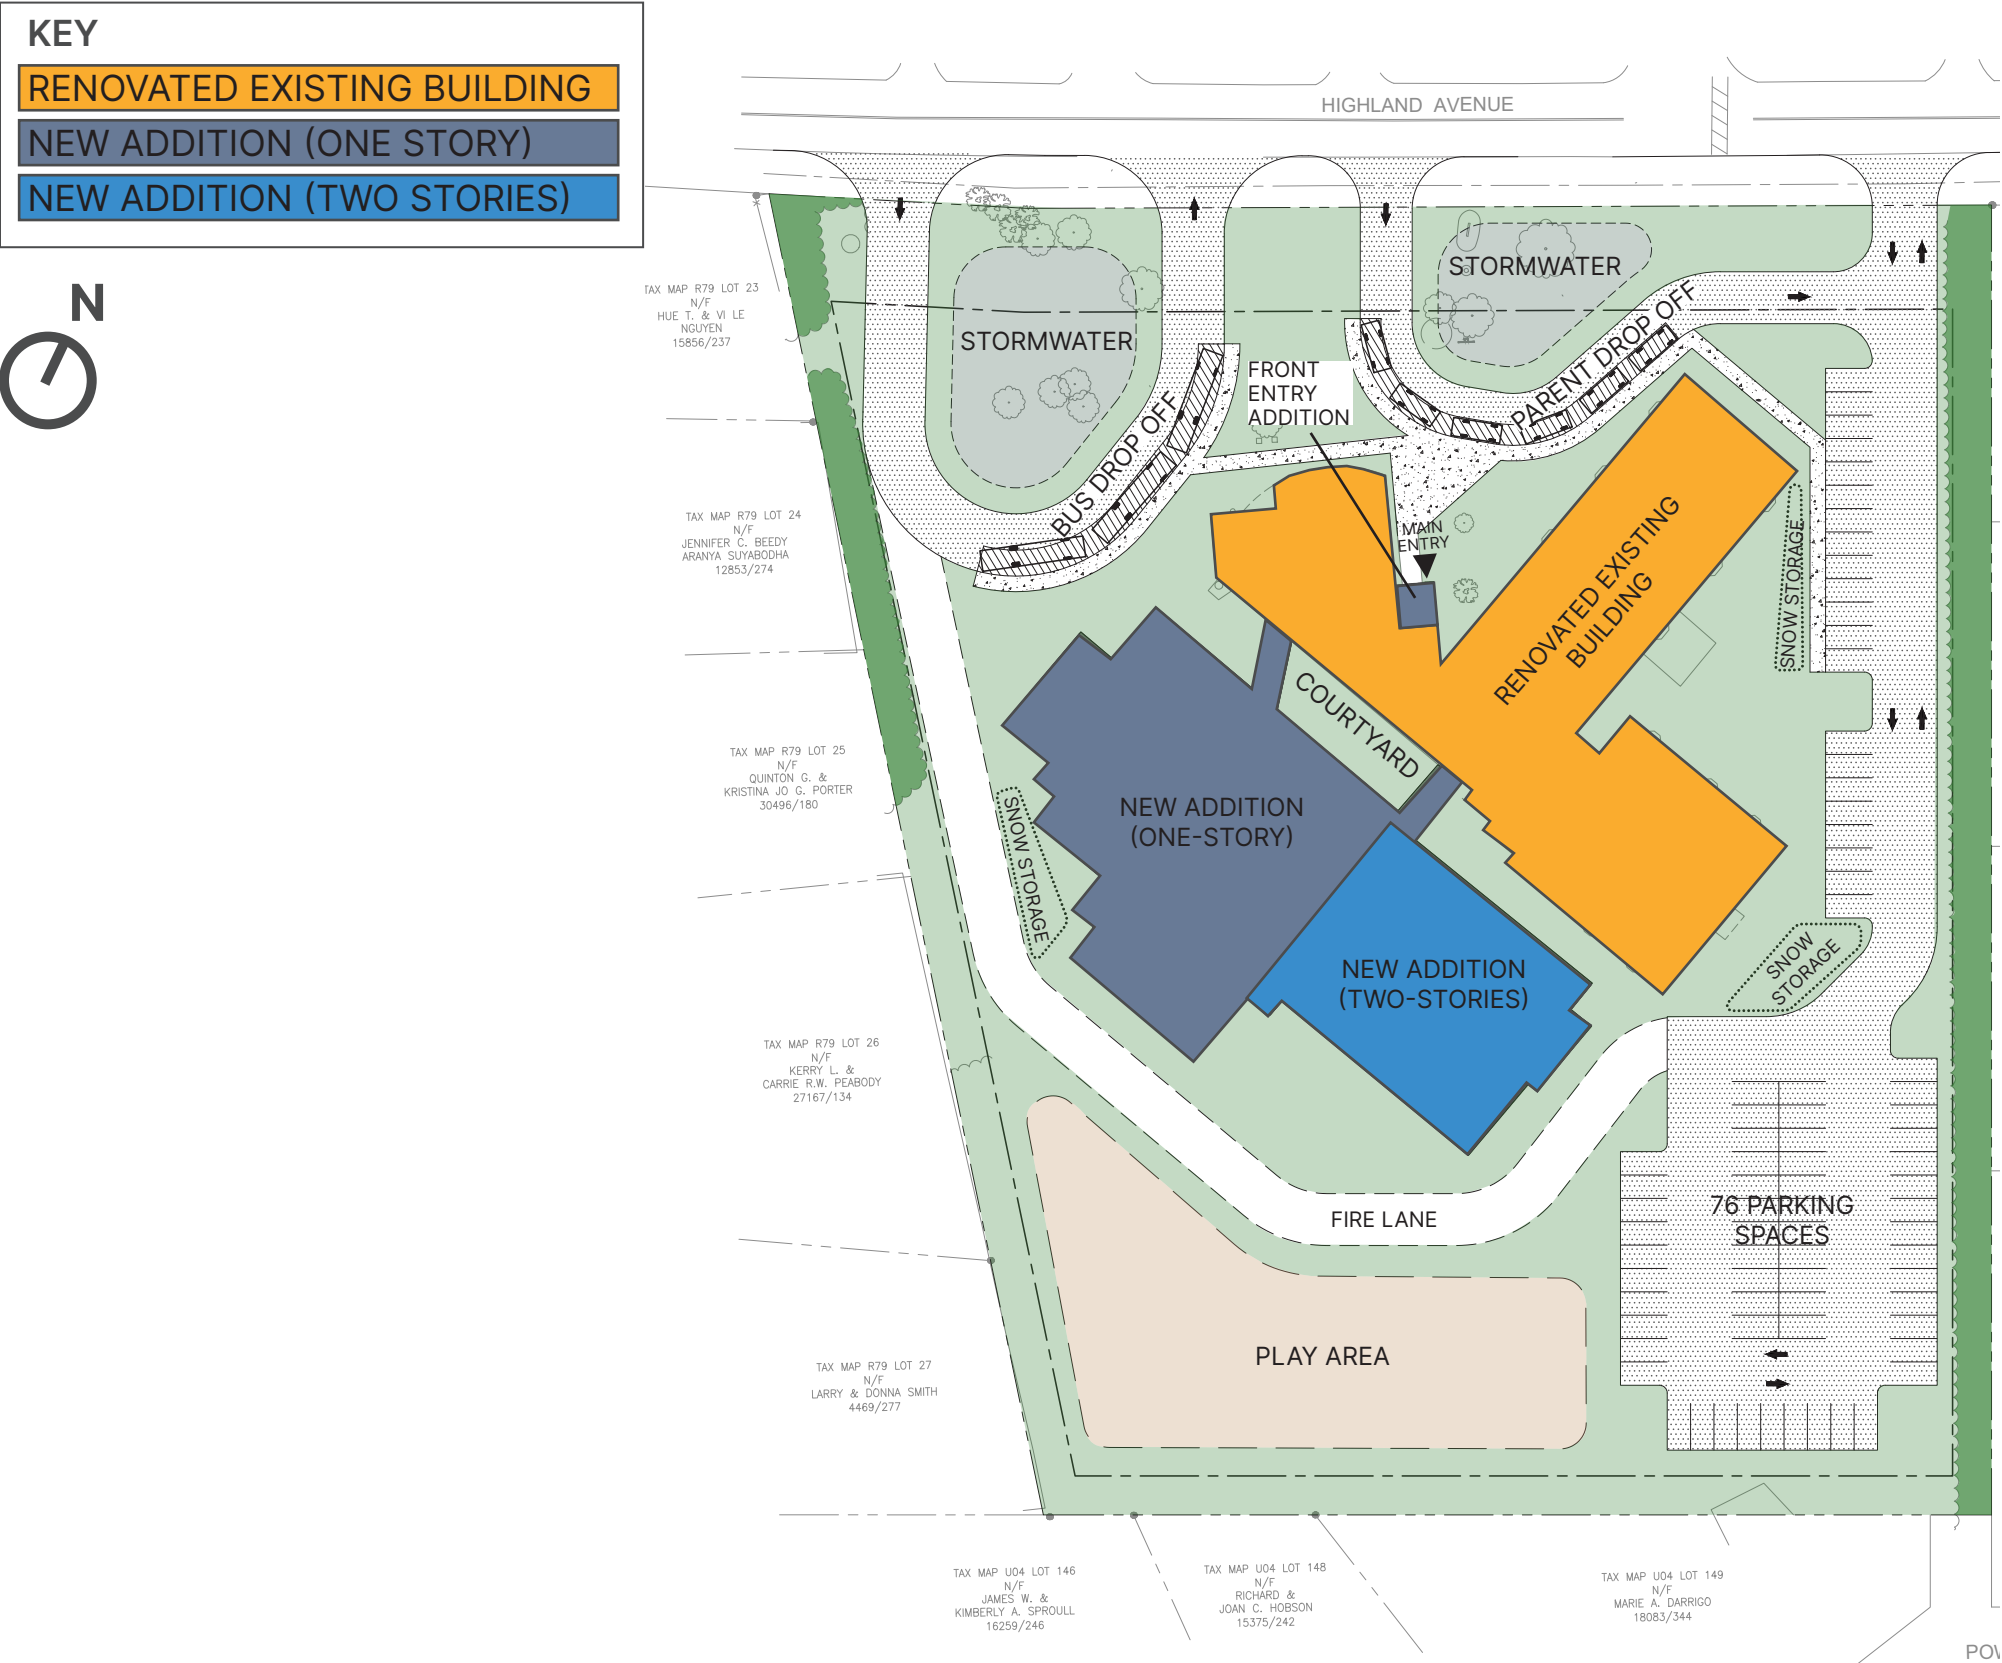 KEY
RENOVATED EXISTING BUILDING
NEW ADDITION (ONE STORY)
NEW ADDITION (TWO STORIES)
N
HIGHLAND AVENUE
STORMWATER
STORMWATER
BUS DROP OFF
PARENT DROP OFF
FRONT
ENTRY
ADDITION
MAIN
ENTRY
RENOVATED EXISTING
BUILDING
SNOW STORAGE
COURTYARD
NEW ADDITION
(ONE-STORY)
SNOW STORAGE
NEW ADDITION
(TWO-STORIES)
SNOW
STORAGE
FIRE LANE
76 PARKING
SPACES
PLAY AREA
TAX MAP R79 LOT 23
N/F
HUE T. & VI LE
NGUYEN
15856/237
TAX MAP R79 LOT 24
N/F
JENNIFER C. BEEDY
ARANYA SUYABODHA
12853/274
TAX MAP R79 LOT 25
N/F
QUINTON G. &
KRISTINA JO G. PORTER
30496/180
TAX MAP R79 LOT 26
N/F
KERRY L. &
CARRIE R.W. PEABODY
27167/134
TAX MAP R79 LOT 27
N/F
LARRY & DONNA SMITH
4469/277
TAX MAP U04 LOT 146
N/F
JAMES W. &
KIMBERLY A. SPROULL
16259/246
TAX MAP U04 LOT 148
N/F
RICHARD &
JOAN C. HOBSON
15375/242
TAX MAP U04 LOT 149
N/F
MARIE A. DARRIGO
18083/344